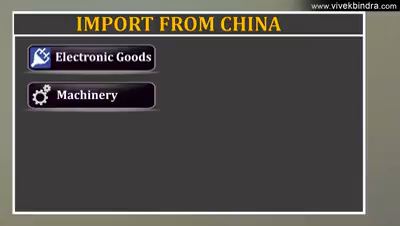 www.vivekbindra.com
IMPORT FROM CHINA
Electronic Goods
Machinery